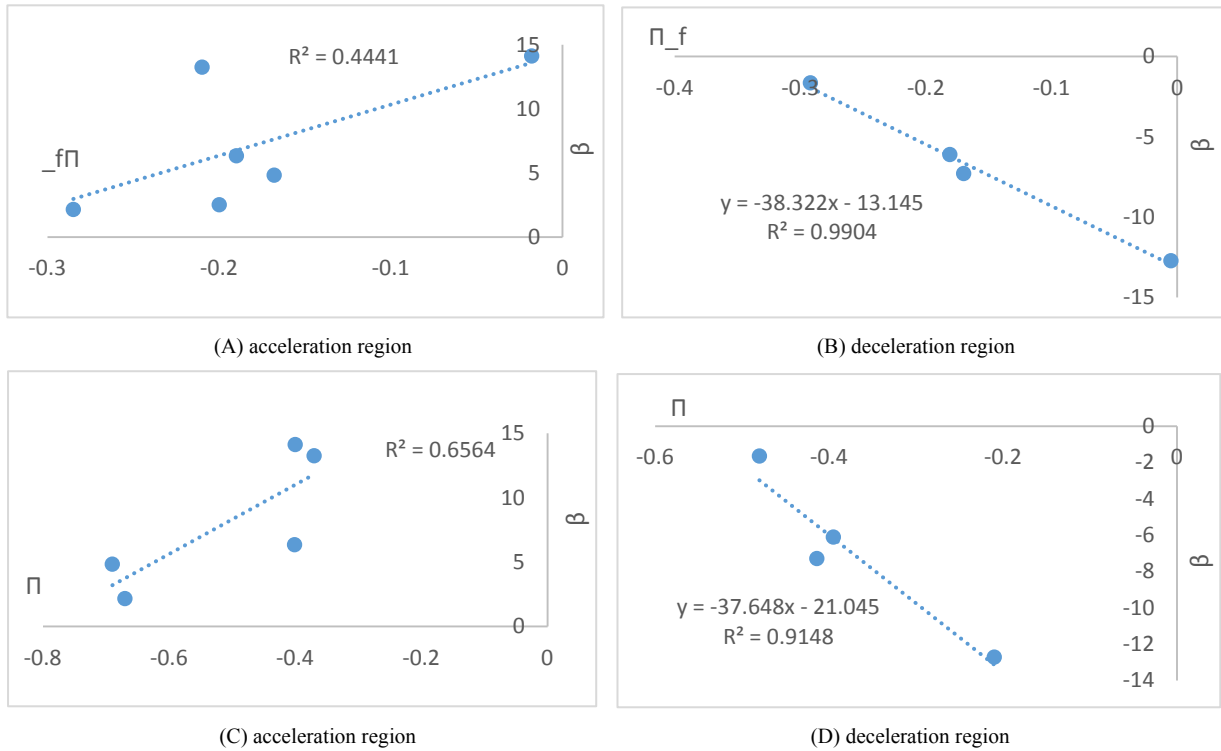 15
R² = 0.4441
10
_fΠ
5
β
0
-0.3
-0.2
-0.1
0
(A) acceleration region
Π_f
0
-0.4
-0.3
-0.2
-0.1
0
-5
β
y = -38.322x - 13.145
R² = 0.9904
-10
-15
(B) deceleration region
15
R² = 0.6564
10
β
5
Π
0
-0.8
-0.6
-0.4
-0.2
0
(C) acceleration region
Π
0
-0.6
-0.4
-0.2
0
-2
-4
-6
β
-8
y = -37.648x - 21.045
R² = 0.9148
-10
-12
-14
(D) deceleration region